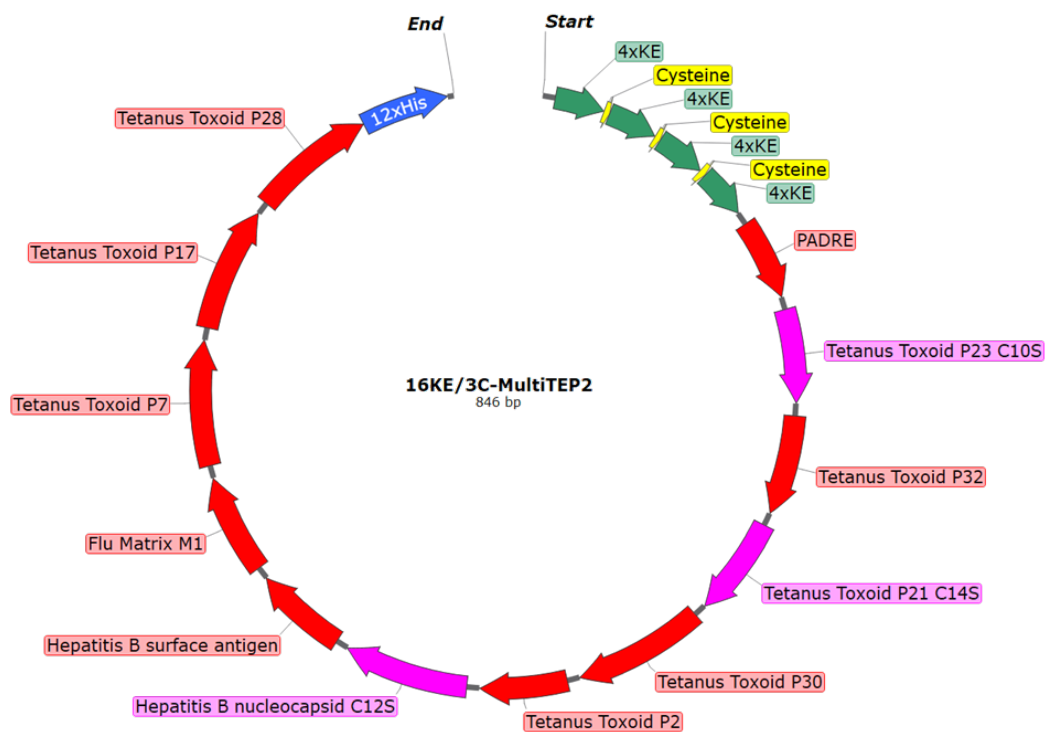 End
Start
4xKE
Cysteine
4xKE
Cysteine
4xKE
Cysteine
4xKE
PADRE
Tetanus Toxoid P23 C10S
Tetanus Toxoid P32
Tetanus Toxoid P21 C14S
Tetanus Toxoid P30
Tetanus Toxoid P2
Hepatitis B nucleocapsid C12S
Hepatitis B surface antigen
Flu Matrix M1
Tetanus Toxoid P7
Tetanus Toxoid P17
Tetanus Toxoid P28
12xHis
16KE/3C-MultiTEP2
846 bp